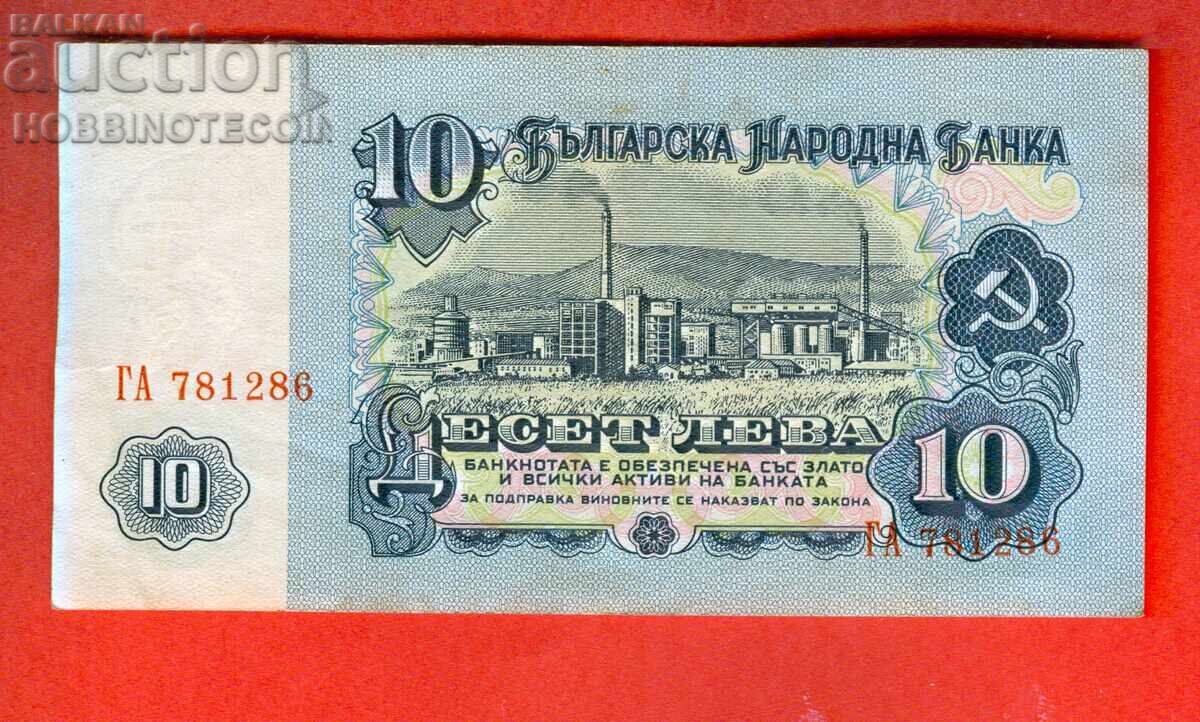 BALKAN
auction
HOBBINOTECOIN
10 Българска Народна Банка
ГА 781286
ДЕСЕТ ЛЕВА
10
БАНКНОТАТА Е ОБЕЗПЕЧЕНА СЪС ЗЛАТО
И ВСИЧКИ АКТИВИ НА БАНКАТА
ЗА ПОДПРАВКА ВИНОВНИТЕ СЕ НАКАЗВАТ ПО ЗАКОНА
10
ГА 781286